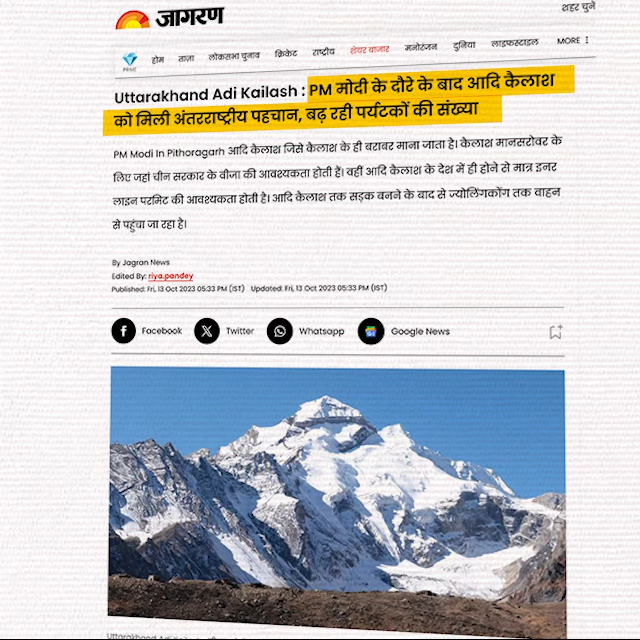 जागरण
शहर चुनें
PRIME
होम ताज़ा लोकसभा चुनाव क्रिकेट राष्ट्रीय शेयर बाजार मनोरंजन दुनिया लाइफस्टाइल MORE
Uttarakhand Adi Kailash : PM मोदी के दौरे के बाद आदि कैलाश
को मिली अंतरराष्ट्रीय पहचान, बढ़ रही पर्यटकों की संख्या
PM Modi In Pithoragarh आदि कैलाश जिसे कैलाश के ही बराबर माना जाता है। कैलाश मानसरोवर के
लिए जहां चीन सरकार के वीजा की आवश्यकता होती हैं। वहीं आदि कैलाश के देश में ही होने से मात्र इनर
लाइन परमिट की आवश्यकता होती है। आदि कैलाश तक सड़क बनने के बाद से ज्योलिंगकोंग तक वाहन
से पहुंचा जा रहा है।
By Jagran News
Edited By: riya.pandey
Published: Fri, 13 Oct 2023 05:33 PM (IST) Updated: Fri, 13 Oct 2023 05:33 PM (IST)
Facebook Twitter Whatsapp Google News